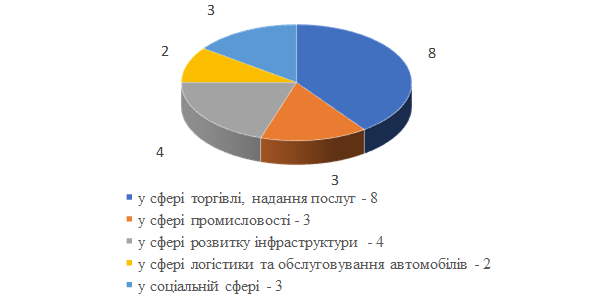 3
8
2
4
3
у сфері торгівлі, надання послуг - 8
у сфері промисловості - 3
у сфері розвитку інфраструктури - 4
у сфері логістики та обслуговування автомобілів - 2
у соціальній сфері - 3